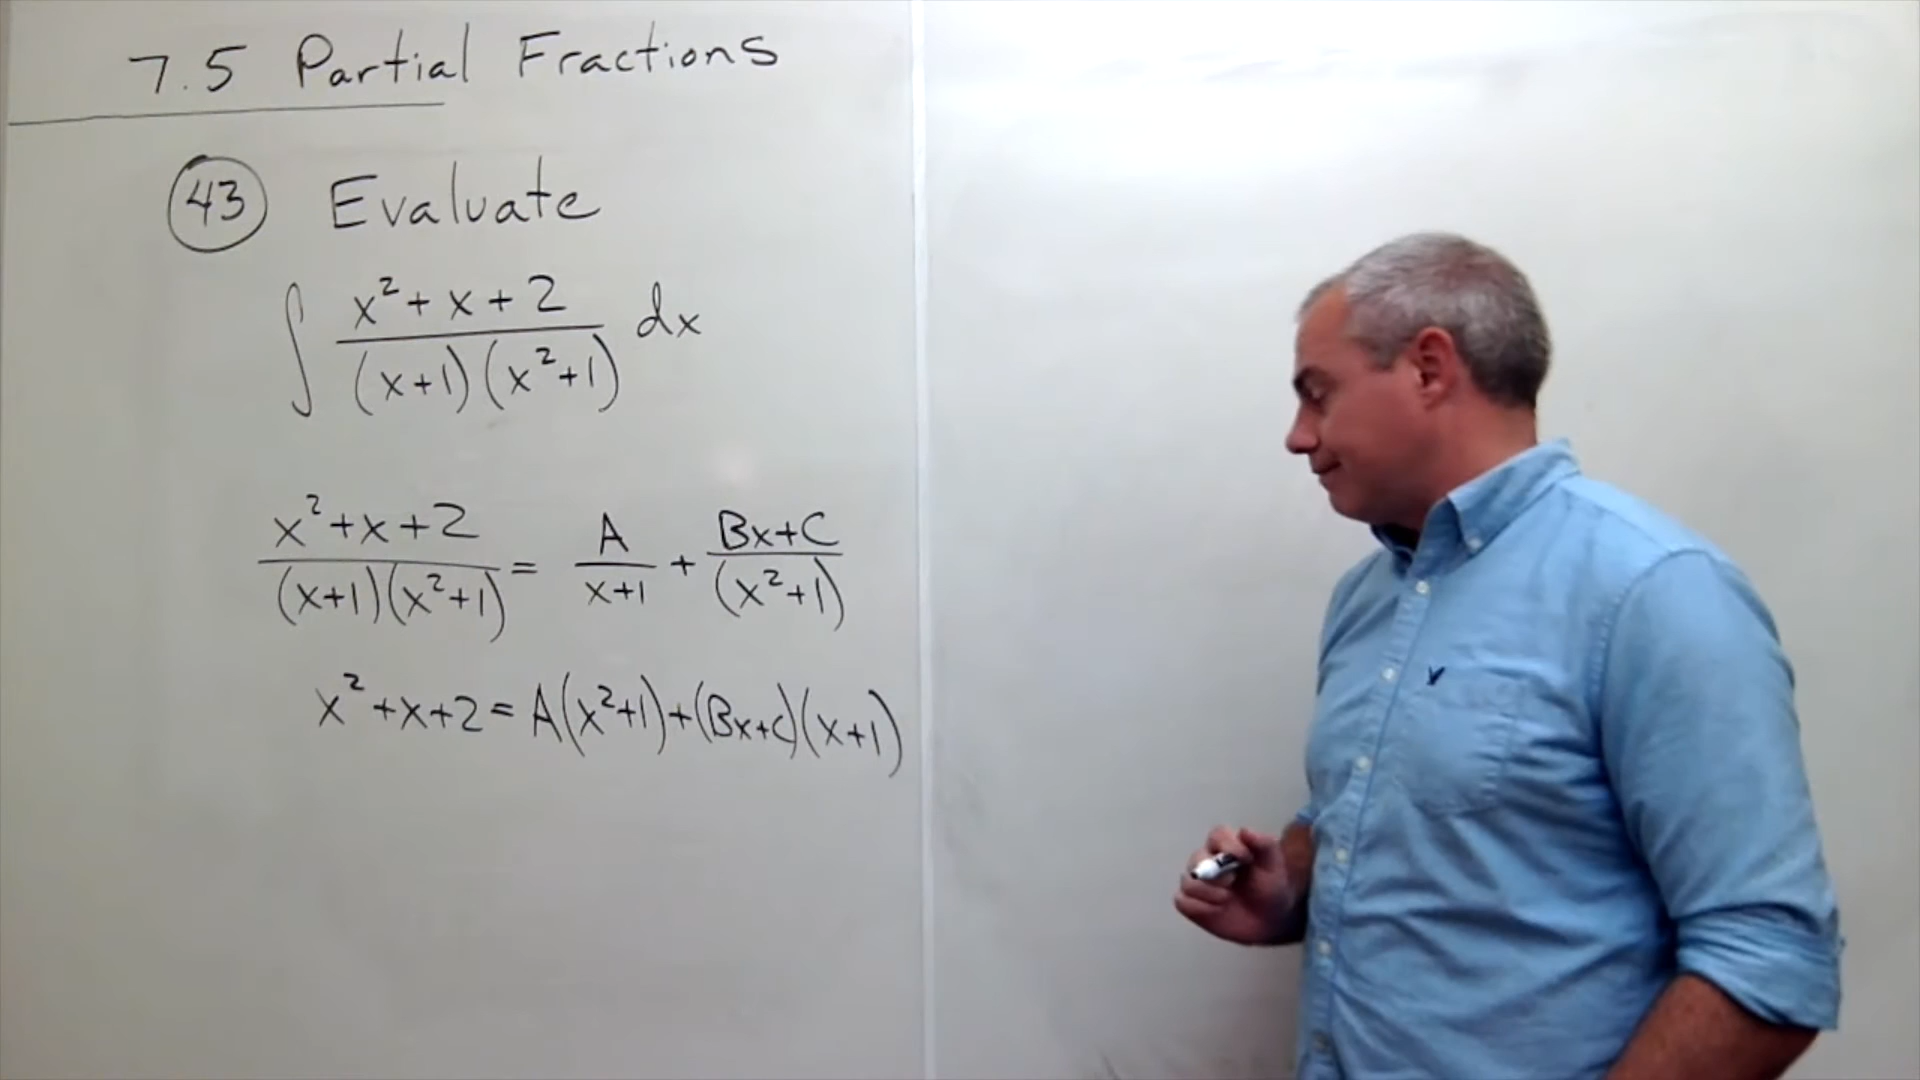 7.5 Partial Fractions
43 Evaluate
∫ x²+x+2 / (x+1)(x²+1) dx
x²+x+2 / (x+1)(x²+1) = A / x+1 + Bx+C / (x²+1)
x²+x+2 = A(x²+1)+(Bx+C)(x+1)